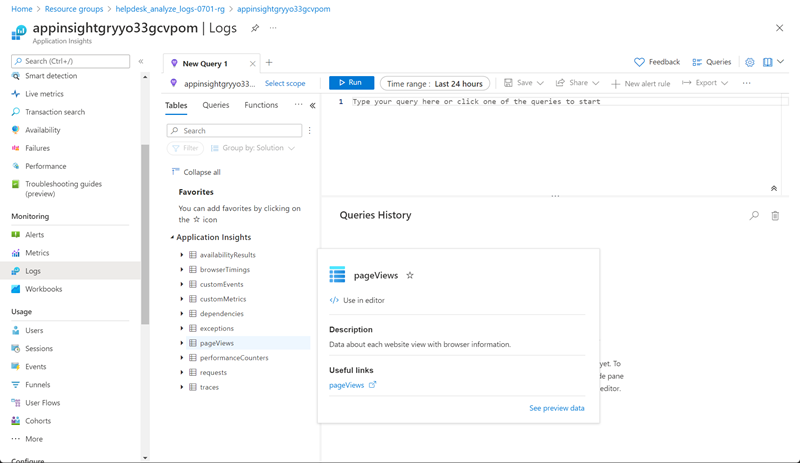 Home > Resource groups > helpdesk_analyze_logs-0701-rg > appinsightgryyo33gcvpom
appinsightgryyo33gcvpom | Logs
Application Insights
Search (Ctrl+/)
Smart detection
Live metrics
Transaction search
Availability
Failures
Performance
Troubleshooting guides
(preview)
Monitoring
Alerts
Metrics
Logs
Workbooks
Usage
Users
Sessions
Events
Funnels
User Flows
Cohorts
More
Configure
New Query 1
Feedback
Queries
appinsightgryyo33...
Select scope
Run
Time range : Last 24 hours
Save
Share
New alert rule
Export
Tables
Queries
Functions
Search
Filter
Group by: Solution
Collapse all
Favorites
You can add favorites by clicking on
the ☆ icon
Application Insights
availabilityResults
browserTimings
customEvents
customMetrics
dependencies
exceptions
pageViews
performanceCounters
requests
traces
1 Type your query here or click one of the queries to start
Queries History
pageViews
</> Use in editor
Description
Data about each website view with browser information.
Useful links
pageViews
See preview data
yet. To
de pane
editor.